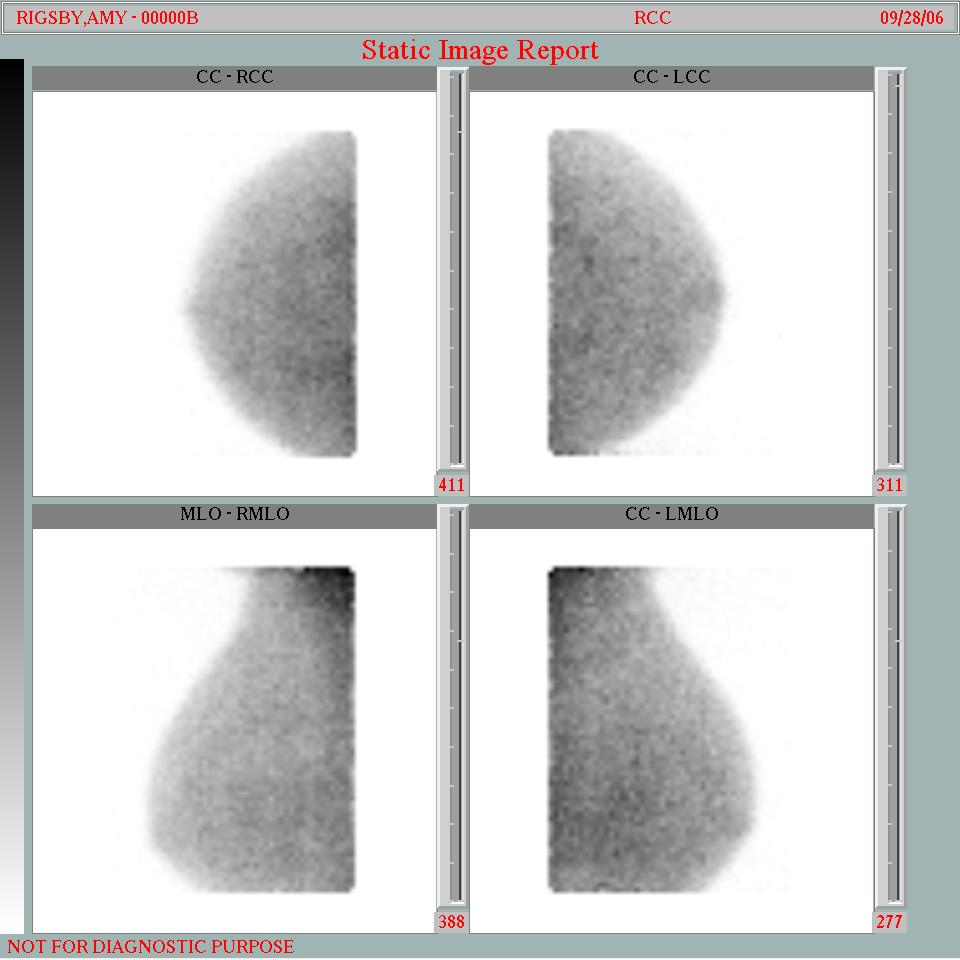 RIGSBY,AMY - 00000B RCC 09/28/06
Static Image Report
CC - RCC
CC - LCC
411
311
MLO - RMLO
CC - LMLO
388
277
NOT FOR DIAGNOSTIC PURPOSE